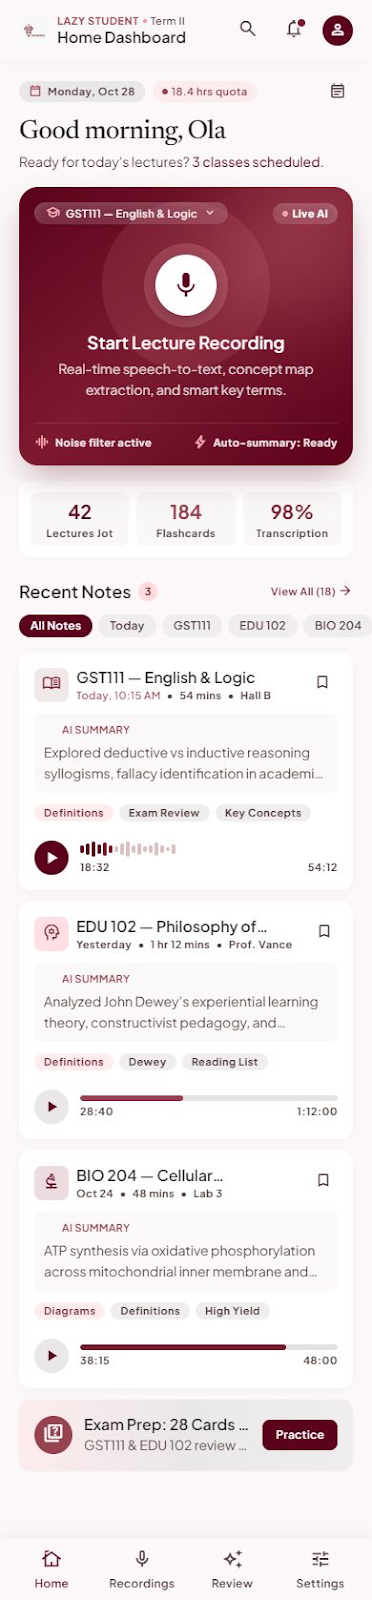 LAZY STUDENT • Term II
Home Dashboard
Monday, Oct 28
• 18.4 hrs quota
Good morning, Ola
Ready for today's lectures? 3 classes scheduled.
GST111 — English & Logic
• Live AI
Start Lecture Recording
Real-time speech-to-text, concept map
extraction, and smart key terms.
Noise filter active
Auto-summary: Ready
42
Lectures Jot
184
Flashcards
98%
Transcription
Recent Notes 3
View All (18) →
All Notes
Today
GST111
EDU 102
BIO 204
GST111 — English & Logic
Today, 10:15 AM • 54 mins • Hall B
AI SUMMARY
Explored deductive vs inductive reasoning
syllogisms, fallacy identification in academi...
Definitions
Exam Review
Key Concepts
18:32
54:12
EDU 102 — Philosophy of...
Yesterday • 1 hr 12 mins • Prof. Vance
AI SUMMARY
Analyzed John Dewey's experiential learning
theory, constructivist pedagogy, and...
Definitions
Dewey
Reading List
28:40
1:12:00
BIO 204 — Cellular...
Oct 24 • 48 mins • Lab 3
AI SUMMARY
ATP synthesis via oxidative phosphorylation
across mitochondrial inner membrane and...
Diagrams
Definitions
High Yield
38:15
48:00
Exam Prep: 28 Cards ...
GST111 & EDU 102 review ...
Practice
Home
Recordings
Review
Settings